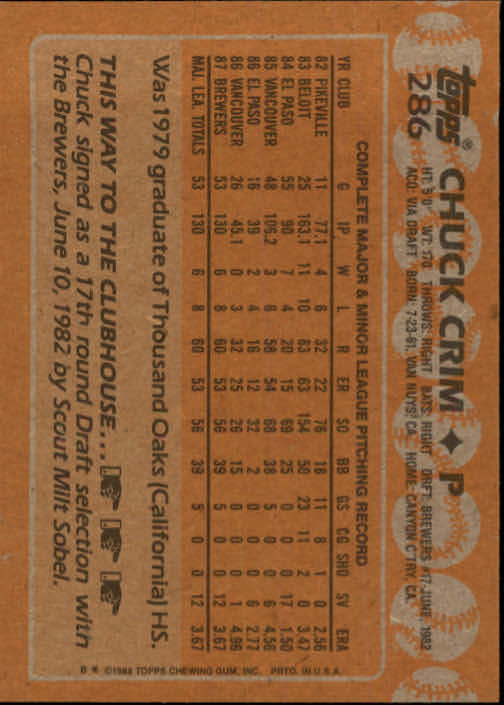 Topps®
286
CHUCK CRIM ✦ P
HT: 6'0" WT: 170 THROWS: RIGHT BATS: RIGHT DRFT: BREWERS #17-JUNE, 1982
ACQ: VIA DRAFT BORN: 7-23-61, VAN NUYS, CA HOME: CANYON C'TRY, CA
COMPLETE MAJOR & MINOR LEAGUE PITCHING RECORD
YR CLUB G IP W L R ER SO BB GS CG SHO SV ERA
82 PIKEVILLE 11 77.1 4 6 32 22 76 18 11 8 1 0 2.56
83 BELOIT 25 163.1 11 10 83 63 154 50 23 11 2 0 3.47
84 EL PASO 55 90 7 4 20 15 69 25 0 0 0 17 1.50
85 VANCOUVER 48 106.2 3 6 58 54 68 38 5 0 0 6 4.56
86 EL PASO 16 39 2 4 16 12 32 2 0 0 0 6 2.77
86 VANCOUVER 26 45.1 0 3 32 25 26 15 0 0 0 1 4.96
87 BREWERS 53 130 6 8 60 53 56 39 5 0 0 12 3.67
MAJ. LEA. TOTALS 53 130 6 8 60 53 56 39 5 0 0 12 3.67
Was 1979 graduate of Thousand Oaks (California) HS.
THIS WAY TO THE CLUBHOUSE...
Chuck signed as a 17th round Draft selection with
the Brewers, June 10, 1982 by Scout Milt Sobel.
©1988 TOPPS CHEWING GUM, INC. PRTD. IN U.S.A.